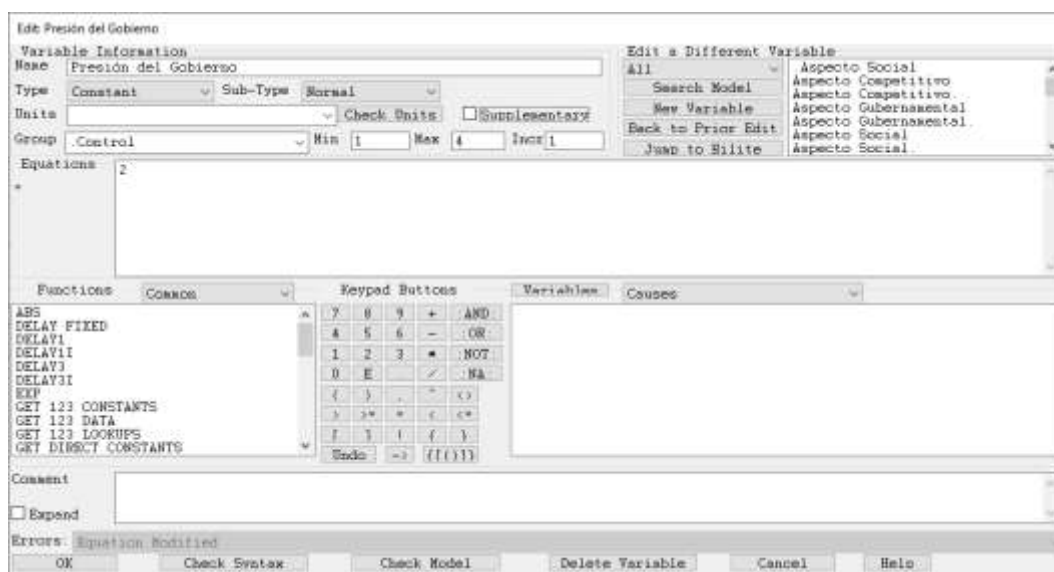 Edit: Presión del Gobierno
Variable Information
Edit a Different Variable
Name Presión del Gobierno
All
Aspecto Social
Aspecto Competitivo
Aspecto Competitivo.
Aspecto Gubernamental
Aspecto Gubernamental.
Aspecto Social
Aspecto Social.
Type Constant Sub-Type Normal
Search Model
Units Check Units Supplementary
New Variable
Group .Control Min 1 Max 4 Incr 1
Back to Prior Edit
Jump to Hilite
Equations 2
=
Functions Common
Keypad Buttons
Variables Causes
ABS
DELAY FIXED
DELAY1
DELAY1I
DELAY3
DELAY3I
EXP
GET 123 CONSTANTS
GET 123 DATA
GET 123 LOOKUPS
GET DIRECT CONSTANTS
7 8 9 + :AND:
4 5 6 - :OR:
1 2 3 * :NOT:
0 E . / :NA:
( ) , ^ <>
> >= = < <=
[ ] ! { }
Undo -> {[()]}
Comment
Expand
Errors: Equation Modified
OK Check Syntax Check Model Delete Variable Cancel Help